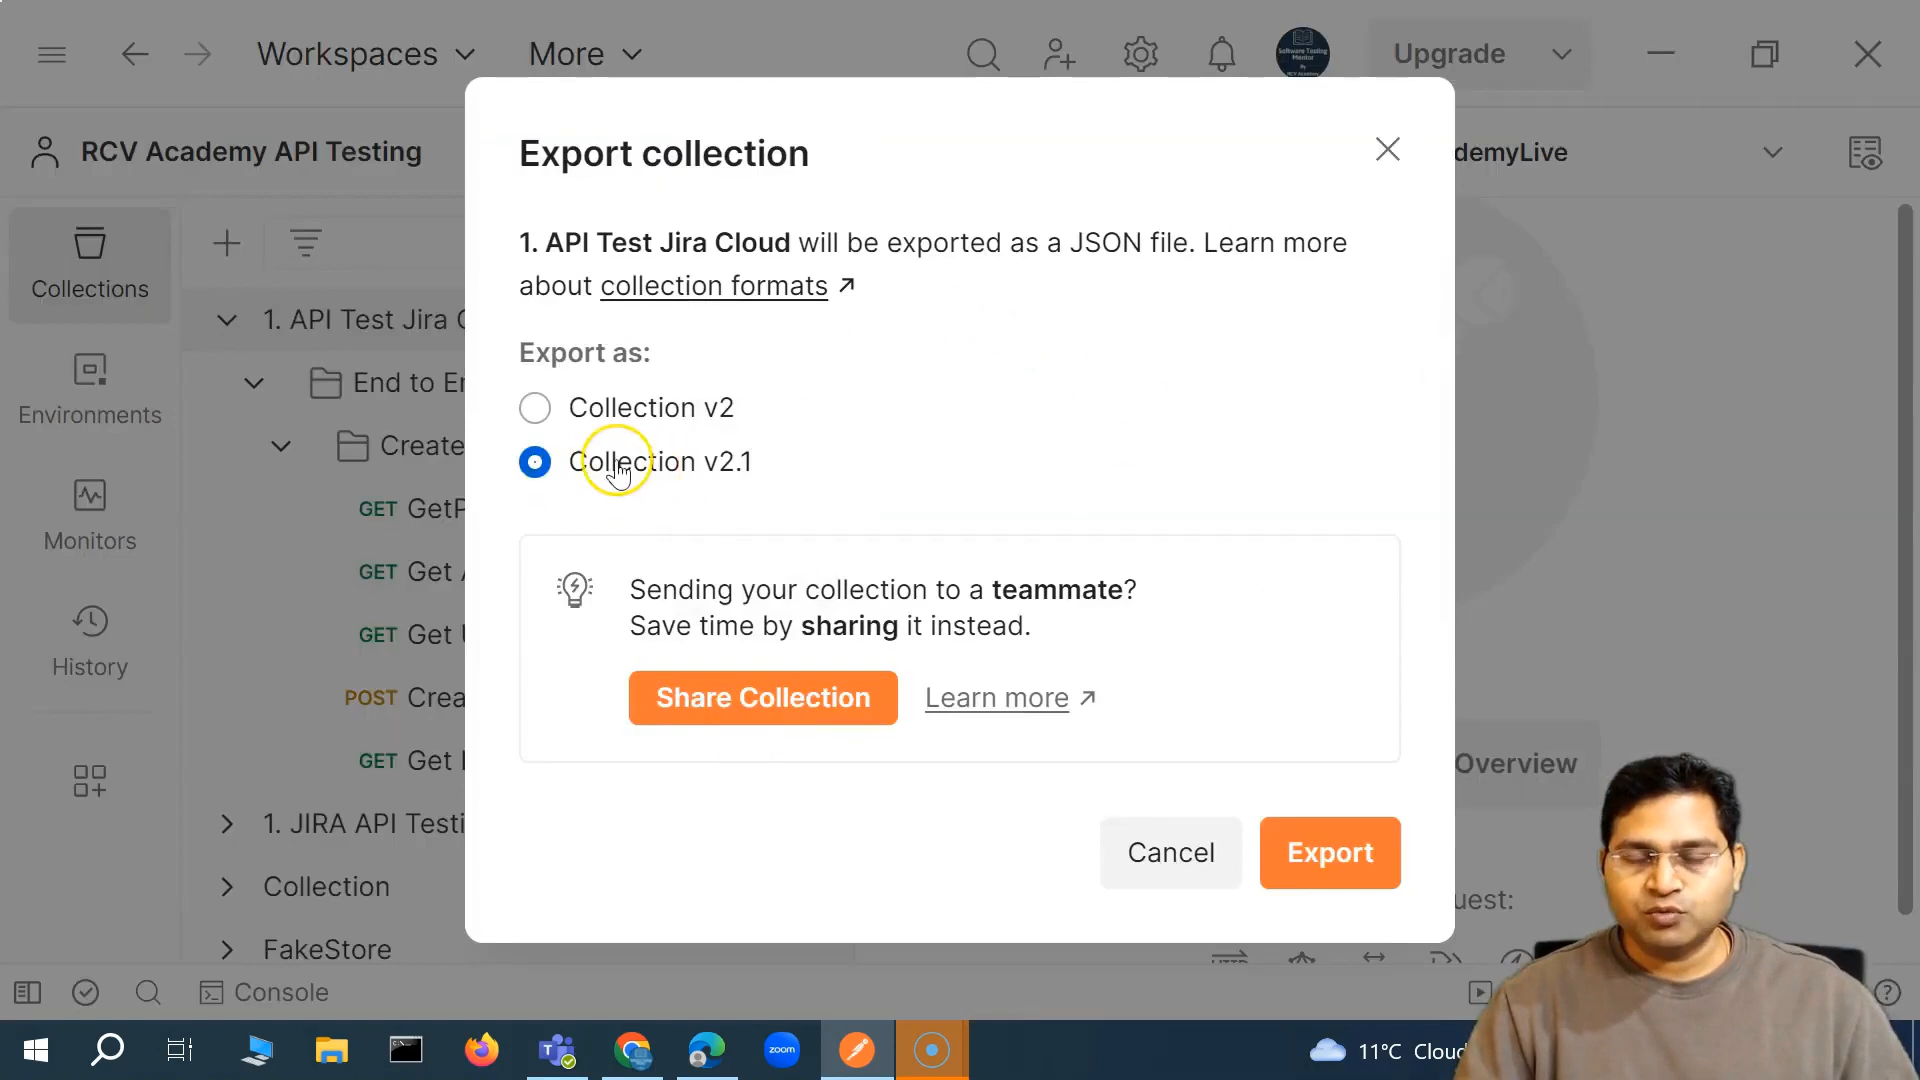 Workspaces
More
Upgrade
RCV Academy API Testing
demyLive
Export collection
1. API Test Jira Cloud will be exported as a JSON file. Learn more
about collection formats ↗
Export as:
Collection v2
Collection v2.1
Sending your collection to a teammate?
Save time by sharing it instead.
Share Collection
Learn more ↗
Cancel
Export
Collections
Environments
Monitors
History
1. API Test Jira C
End to En
Create
GET GetP
GET Get
GET Get
POST Crea
GET Get
1. JIRA API Testi
Collection
FakeStore
Overview
uest:
Console
zoom
11°C Cloud